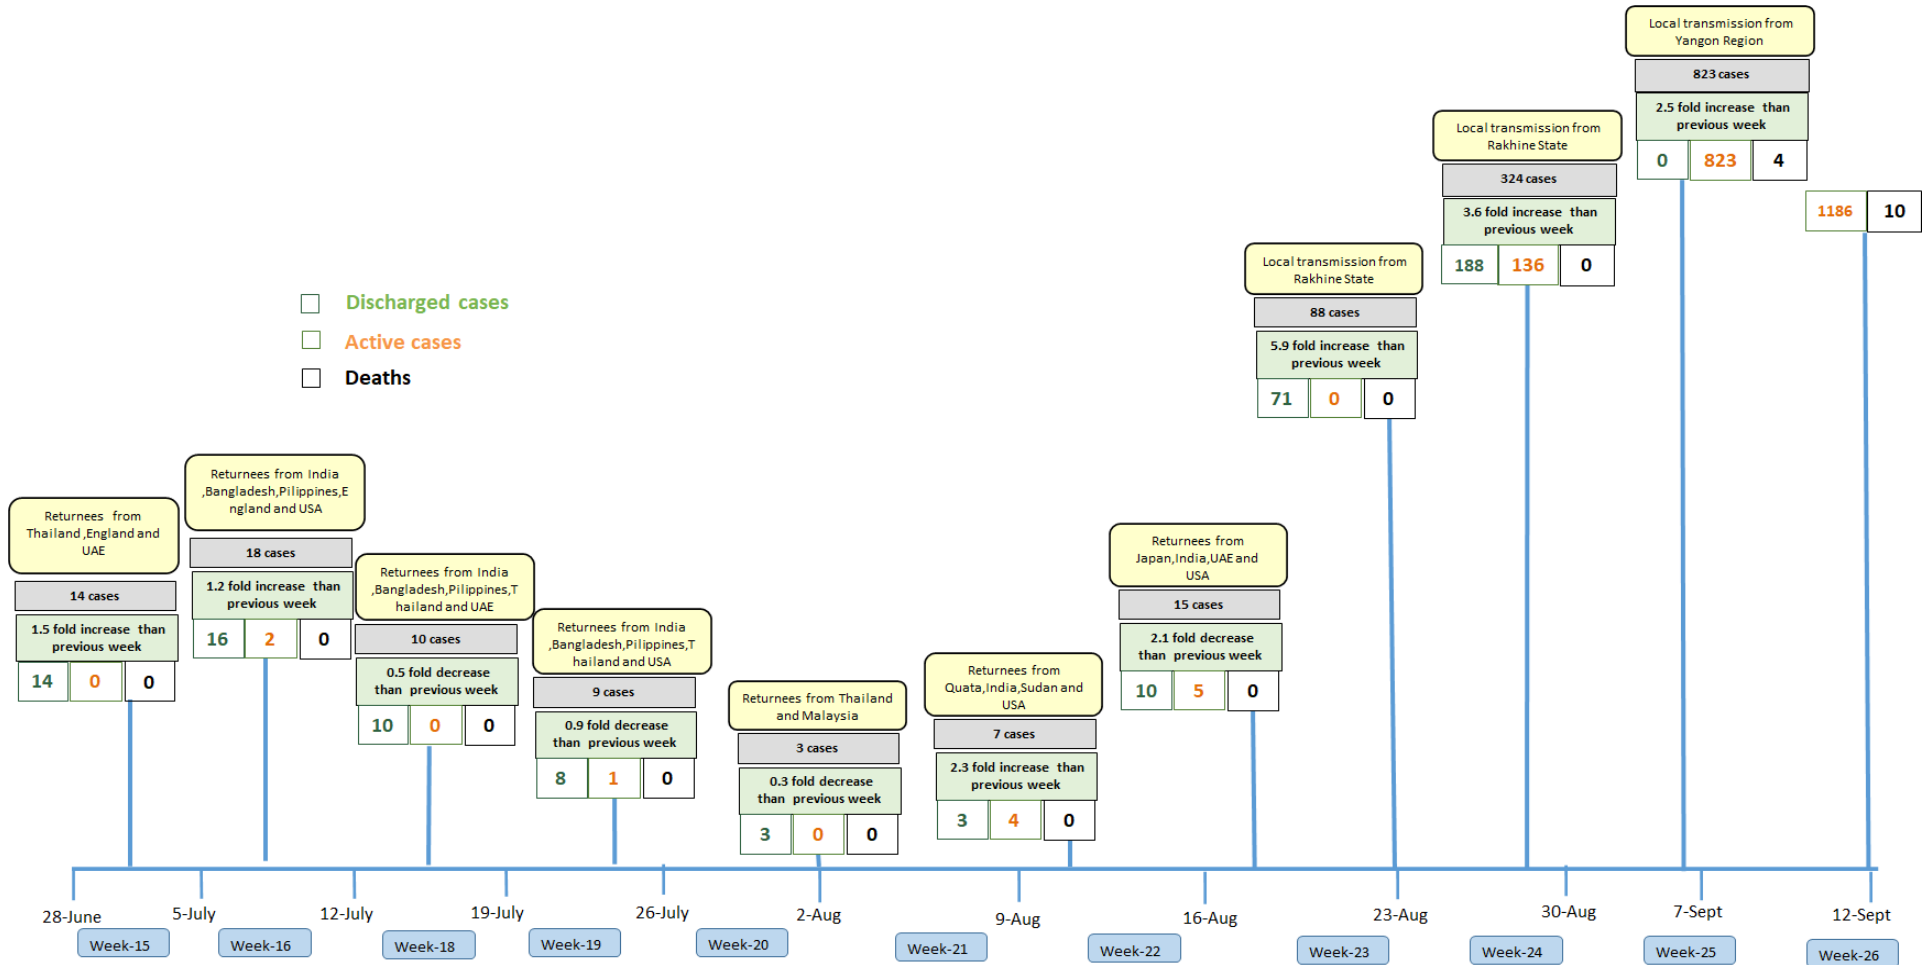 Local transmission from
Yangon Region
823 cases
2.5 fold increase than
previous week
0 823 4
Local transmission from
Rakhine State
324 cases
3.6 fold increase than
previous week
188 136 0
1186 10
Local transmission from
Rakhine State
88 cases
5.9 fold increase than
previous week
71 0 0
Discharged cases
Active cases
Deaths
Returnees from India
,Bangladesh,Pilippines,E
ngland and USA
18 cases
1.2 fold increase than
previous week
16 2 0
Returnees from
Thailand ,England and
UAE
14 cases
1.5 fold increase than
previous week
14 0 0
Returnees from India
,Bangladesh,Pilippines,T
hailand and UAE
10 cases
0.5 fold decrease
than previous week
10 0 0
Returnees from India
,Bangladesh,Pilippines,T
hailand and USA
9 cases
0.9 fold decrease
than previous week
8 1 0
Returnees from Thailand
and Malaysia
3 cases
0.3 fold decrease
than previous week
3 0 0
Returnees from
Quata,India,Sudan and
USA
7 cases
2.3 fold increase than
previous week
3 4 0
Returnees from
Japan,India,UAE and
USA
15 cases
2.1 fold decrease
than previous week
10 5 0
28-June 5-July 12-July 19-July 26-July 2-Aug 9-Aug 16-Aug 23-Aug 30-Aug 7-Sept 12-Sept
Week-15 Week-16 Week-18 Week-19 Week-20 Week-21 Week-22 Week-23 Week-24 Week-25 Week-26